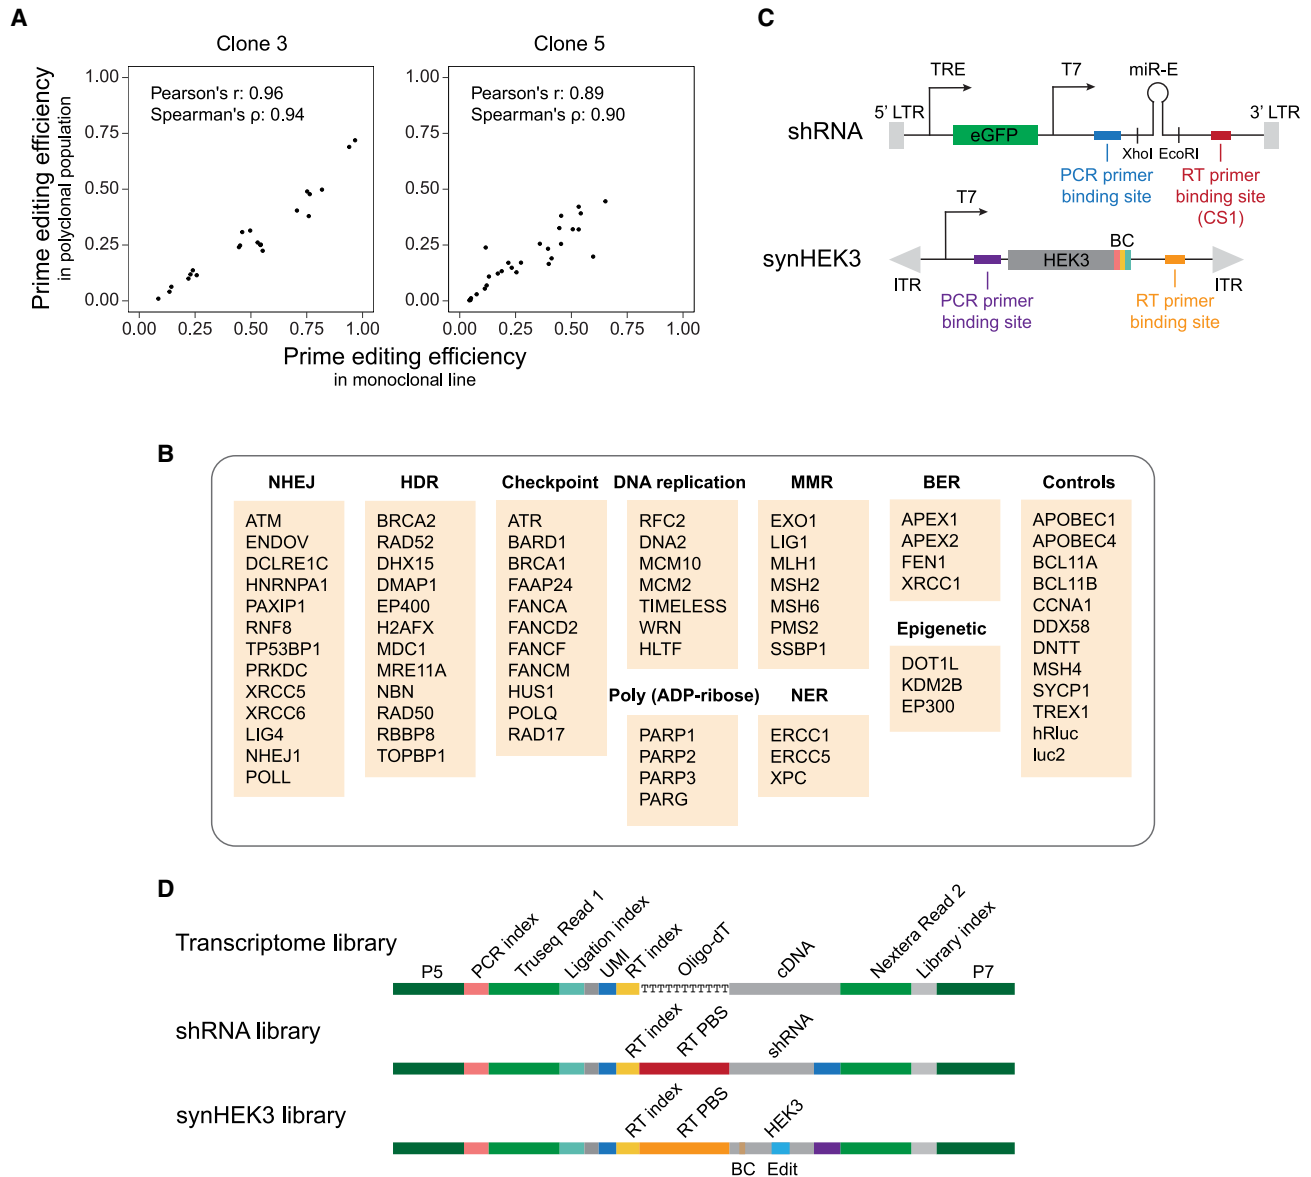 A
Clone 3
Clone 5
Prime editing efficiency
in polyclonal population
1.00
0.75
0.50
0.25
0.00
Pearson's r: 0.96
Spearman's ρ: 0.94
0.00 0.25 0.50 0.75 1.00
1.00
0.75
0.50
0.25
0.00
Pearson's r: 0.89
Spearman's ρ: 0.90
0.00 0.25 0.50 0.75 1.00
Prime editing efficiency
in monoclonal line
C
shRNA
5' LTR
TRE
T7
miR-E
3' LTR
eGFP
XhoI
EcoRI
PCR primer
binding site
RT primer
binding site
(CS1)
synHEK3
T7
BC
HEK3
ITR
ITR
PCR primer
binding site
RT primer
binding site
B
NHEJ
ATM
ENDOV
DCLRE1C
HNRNPA1
PAXIP1
RNF8
TP53BP1
PRKDC
XRCC5
XRCC6
LIG4
NHEJ1
POLL
HDR
BRCA2
RAD52
DHX15
DMAP1
EP400
H2AFX
MDC1
MRE11A
NBN
RAD50
RBBP8
TOPBP1
Checkpoint
ATR
BARD1
BRCA1
FAAP24
FANCA
FANCD2
FANCF
FANCM
HUS1
POLQ
RAD17
DNA replication
RFC2
DNA2
MCM10
MCM2
TIMELESS
WRN
HLTF
Poly (ADP-ribose)
PARP1
PARP2
PARP3
PARG
MMR
EXO1
LIG1
MLH1
MSH2
MSH6
PMS2
SSBP1
NER
ERCC1
ERCC5
XPC
BER
APEX1
APEX2
FEN1
XRCC1
Epigenetic
DOT1L
KDM2B
EP300
Controls
APOBEC1
APOBEC4
BCL11A
BCL11B
CCNA1
DDX58
DNTT
MSH4
SYCP1
TREX1
hRluc
luc2
D
Transcriptome library
P5
PCR index
Truseq Read 1
Ligation index
UMI
RT index
Oligo-dT
cDNA
Nextera Read 2
Library index
P7
TTTTTTTTTTT
shRNA library
RT index
RT PBS
shRNA
synHEK3 library
RT index
RT PBS
HEK3
BC
Edit